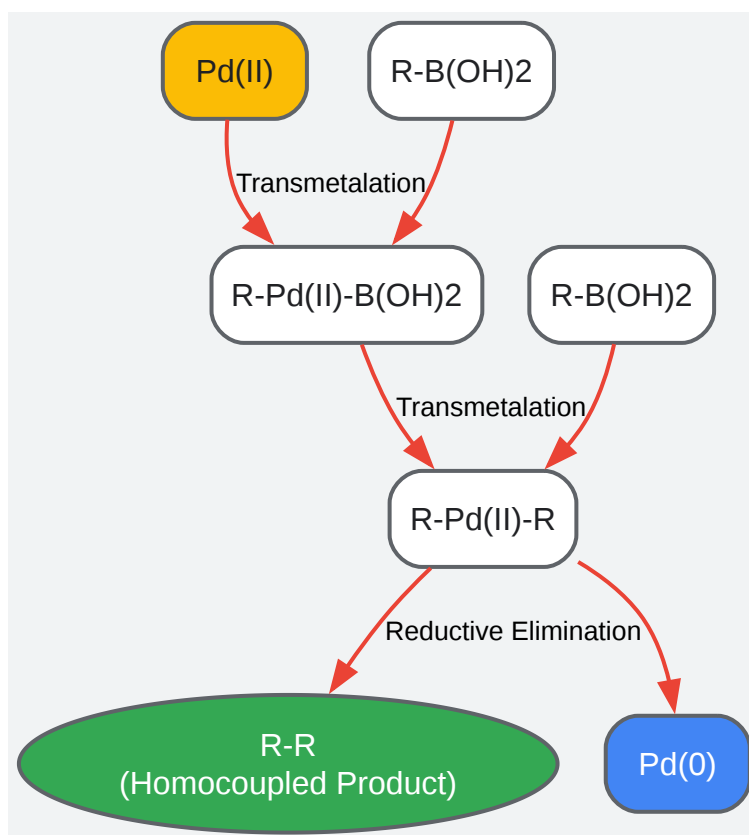 Pd(II)
R-B(OH)2
Transmetalation
R-Pd(II)-B(OH)2
R-B(OH)2
Transmetalation
R-Pd(II)-R
Reductive Elimination
R-R
(Homocoupled Product)
Pd(0)